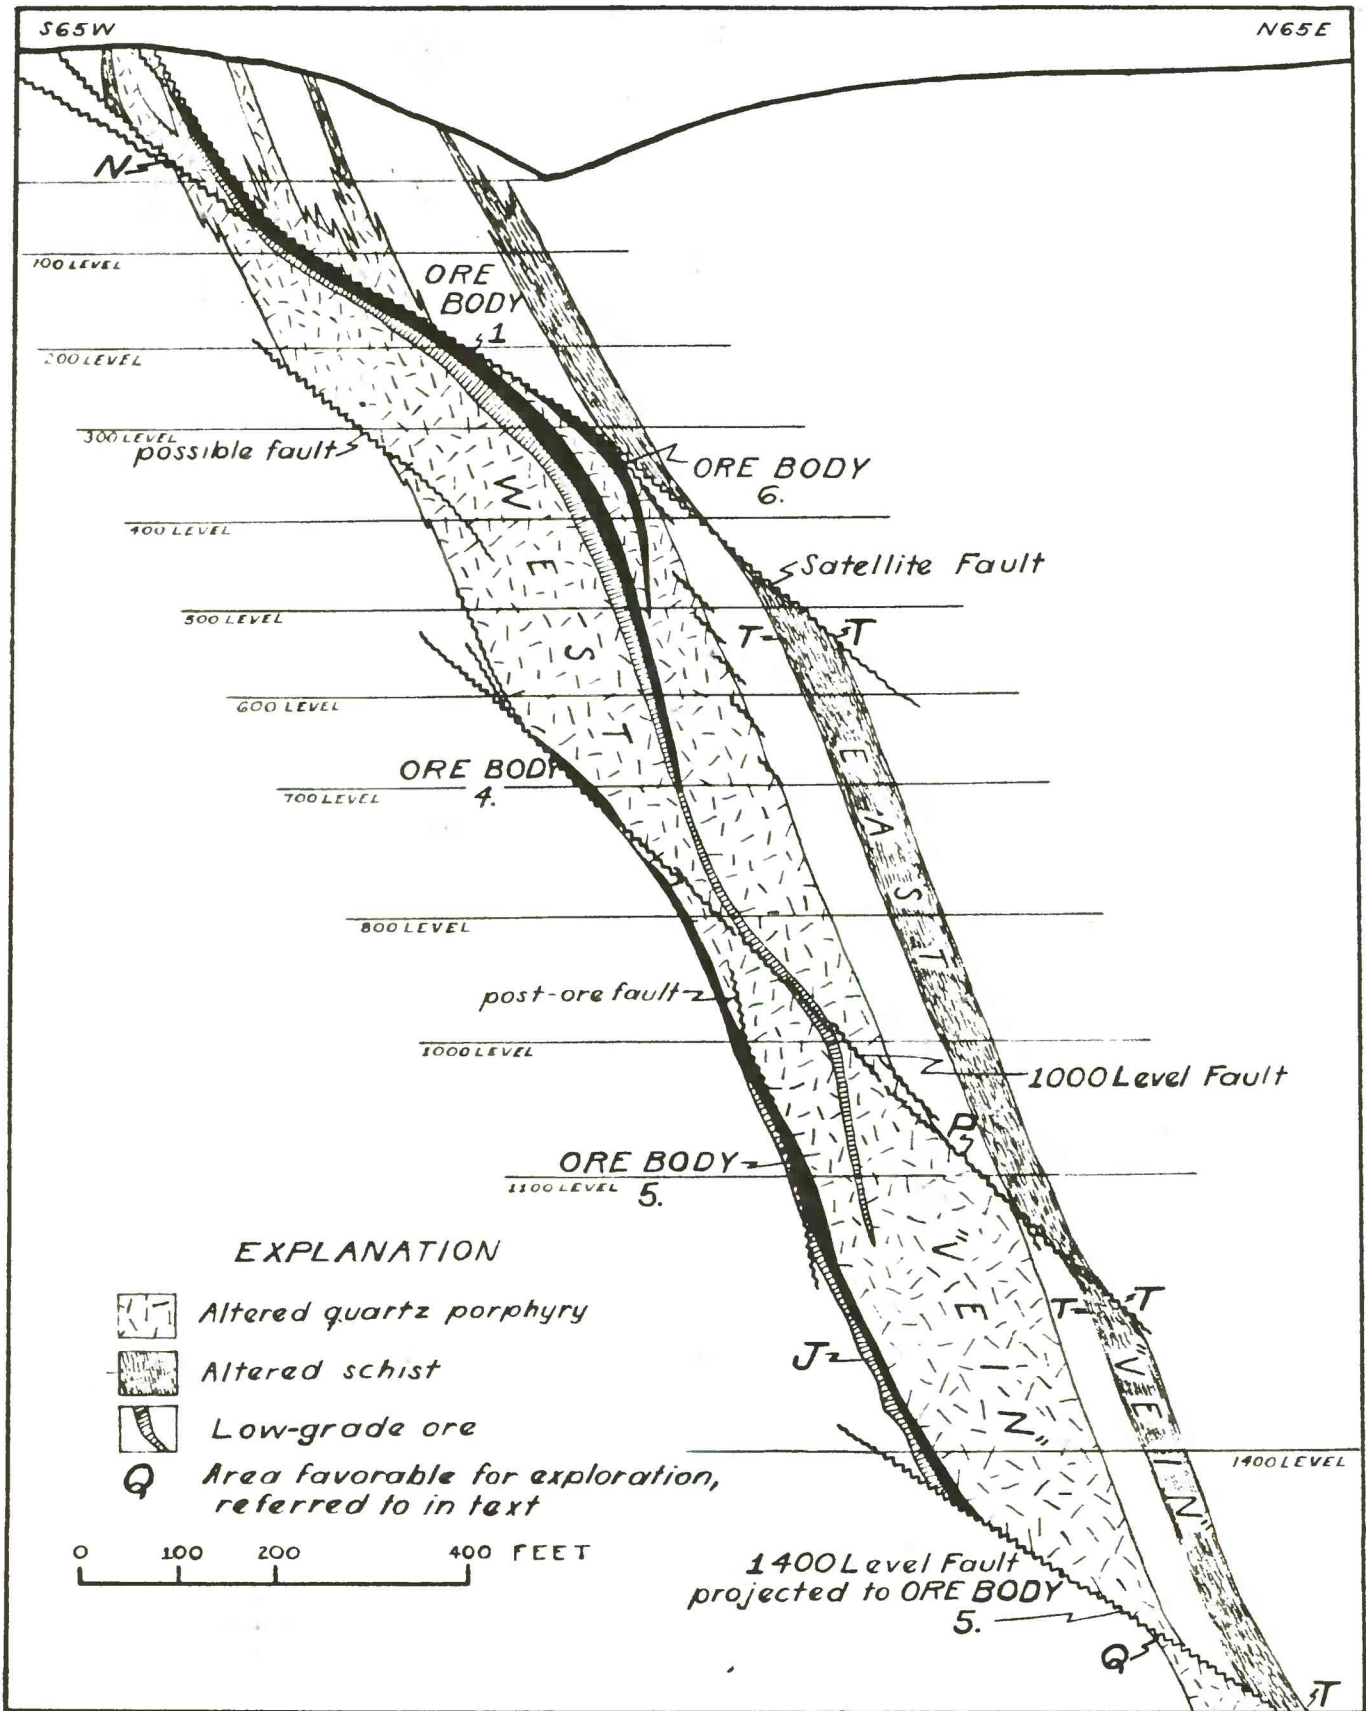 S65W
N65E
N
100 LEVEL
ORE
BODY
1
200 LEVEL
300 LEVEL
possible fault
ORE BODY
6.
W
400 LEVEL
E
Satellite Fault
500 LEVEL
T
T
S
600 LEVEL
T
E
ORE BODY
4.
700 LEVEL
A
S
800 LEVEL
T
post-ore fault
1000 LEVEL
1000 Level Fault
P
ORE BODY
5.
1100 LEVEL
"V
E
I
N"
EXPLANATION
Altered quartz porphyry
T
T
"V
E
I
N"
J
Altered schist
Low-grade ore
1400 LEVEL
Q Area favorable for exploration,
referred to in text
0 100 200 400 FEET
1400 Level Fault
projected to ORE BODY
5.
Q
T